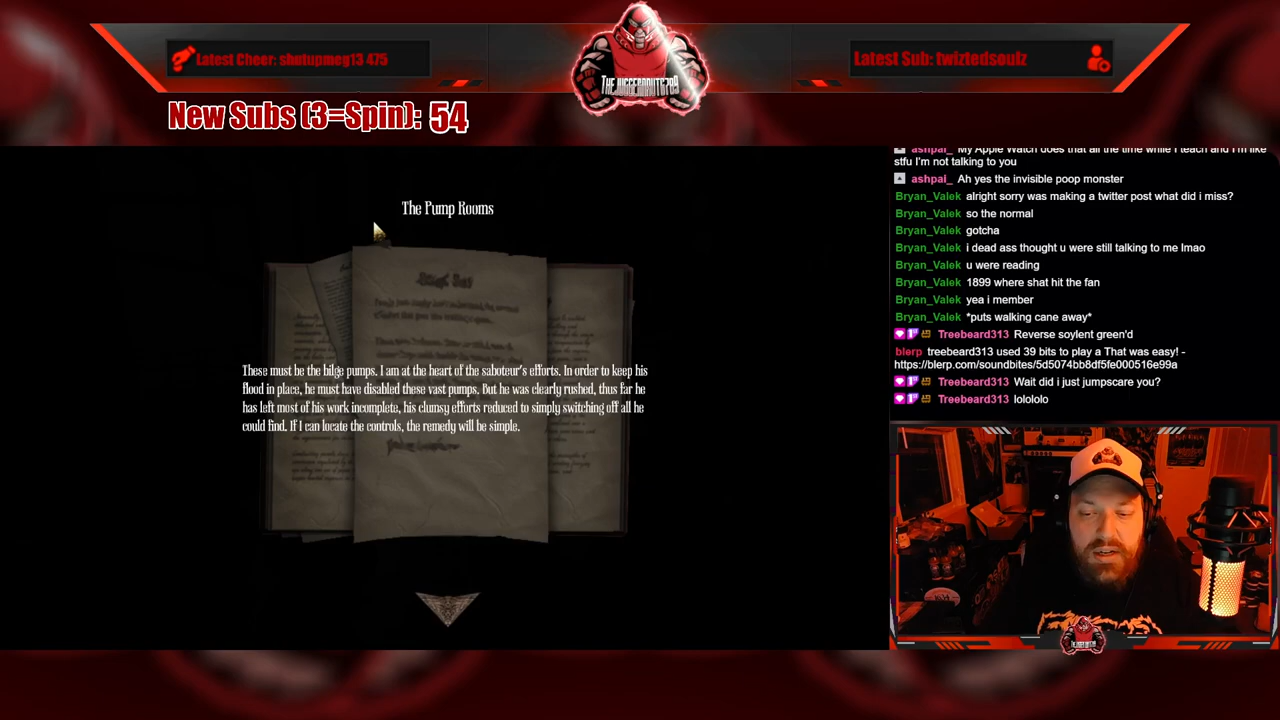 Latest Cheer: shutupmeg13 475
THEJUGGERNAUT6789
Latest Sub: twiztedsoulz
New Subs (3=Spin): 54
The Pump Rooms
These must be the bilge pumps. I am at the heart of the saboteur's efforts. In order to keep his
flood in place, he must have disabled these vast pumps. But he was clearly rushed, thus far he
has left most of his work incomplete, his clumsy efforts reduced to simply switching off all he
could find. If I can locate the controls, the remedy will be simple.
ashpai_ My Apple Watch does that all the time while I teach and I'm like
stfu I'm not talking to you
ashpai_ Ah yes the invisible poop monster
Bryan_Valek alright sorry was making a twitter post what did i miss?
Bryan_Valek so the normal
Bryan_Valek gotcha
Bryan_Valek i dead ass thought u were still talking to me lmao
Bryan_Valek u were reading
Bryan_Valek 1899 where shat hit the fan
Bryan_Valek yea i member
Bryan_Valek *puts walking cane away*
Treebeard313 Reverse soylent green'd
blerp treebeard313 used 39 bits to play a That was easy! -
https://blerp.com/soundbites/5d5074bb8df5fe000516e99a
Treebeard313 Wait did i just jumpscare you?
Treebeard313 lolololo